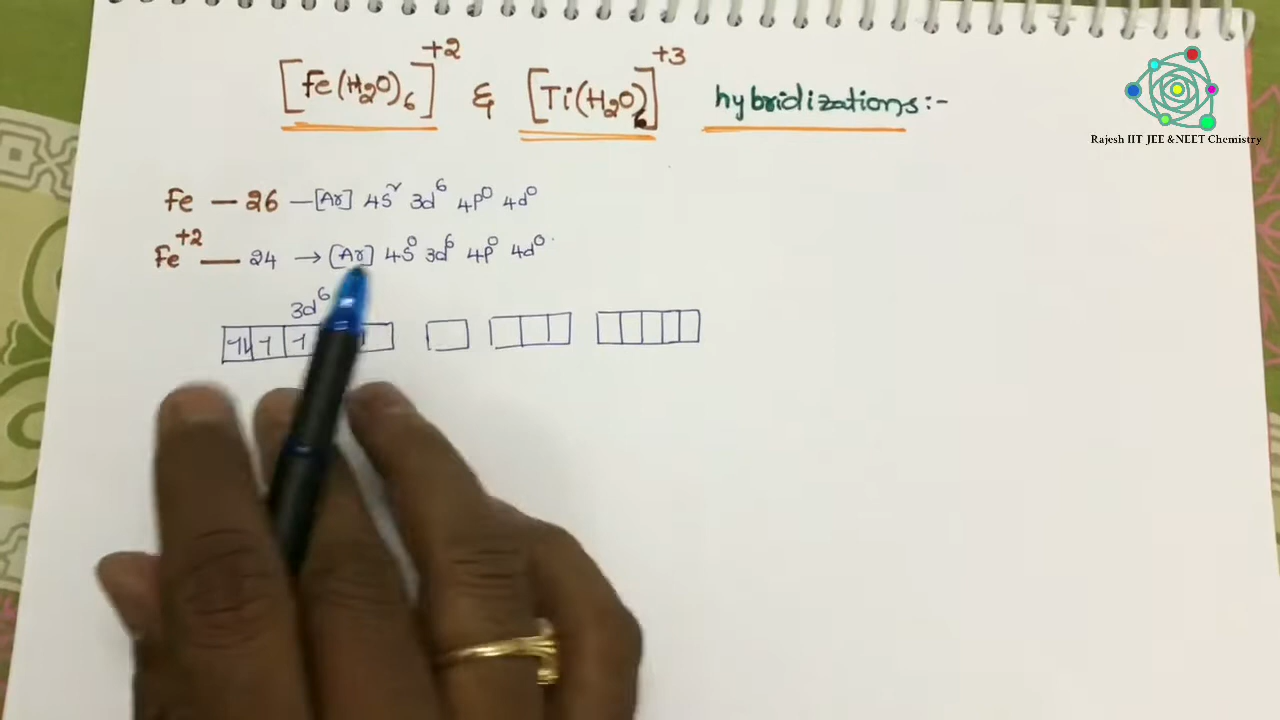 [Fe(H₂O)₆]⁺² & [Ti(H₂O)₆]⁺³ hybridizations:-
Rajesh IIT JEE &NEET Chemistry
Fe — 26 — [Ar] 4s² 3d⁶ 4p⁰ 4d⁰
Fe⁺² — 24 → [Ar] 4s⁰ 3d⁶ 4p⁰ 4d⁰
3d⁶